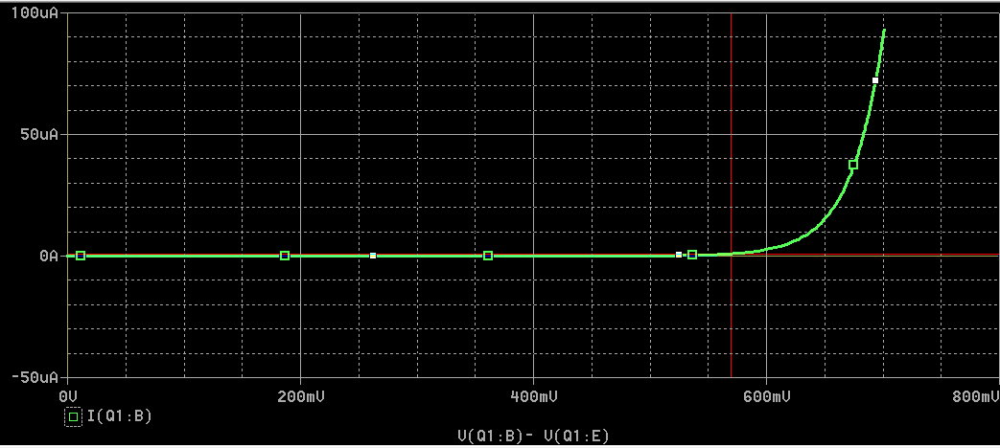 100uA
50uA
0A
-50uA
0V 200mV 400mV 600mV 800mV
I(Q1:B)
V(Q1:B)- V(Q1:E)